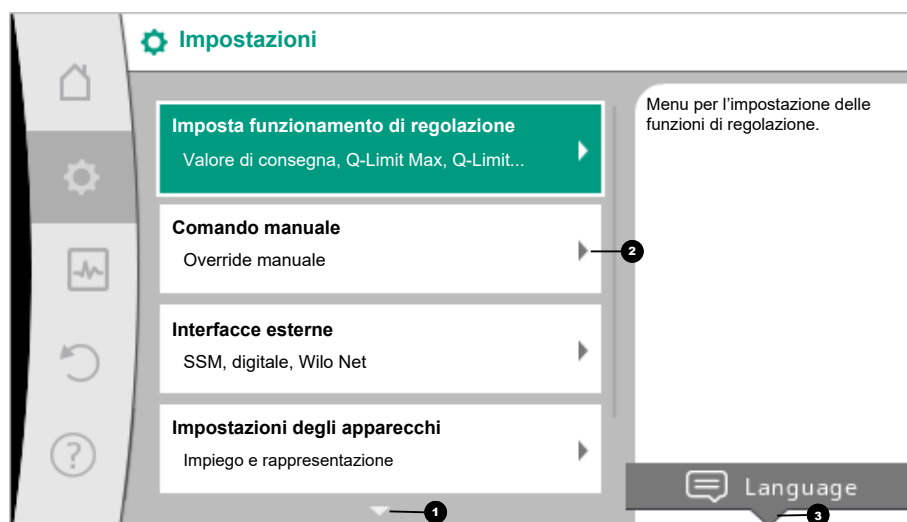 Impostazioni
Imposta funzionamento di regolazione
Valore di consegna, Q-Limit Max, Q-Limit...
Menu per l’impostazione delle
funzioni di regolazione.
Comando manuale
Override manuale
2
Interfacce esterne
SSM, digitale, Wilo Net
Impostazioni degli apparecchi
Impiego e rappresentazione
?
Language
1
3